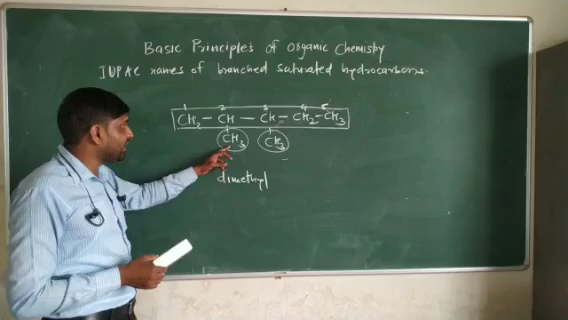 Basic Principles of Organic Chemistry
IUPAC names of branched saturated hydrocarbons.
1 2 3 4 5
CH3 - CH - CH - CH2 - CH3
CH3 CH3
dimethyl